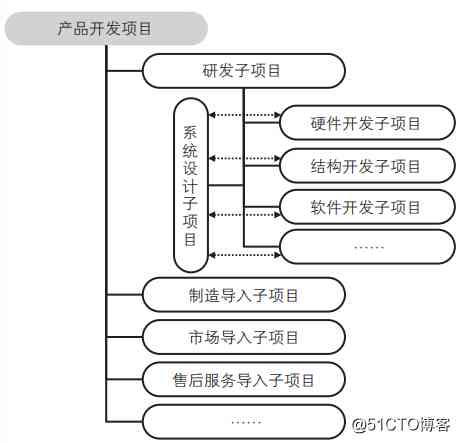 产品开发项目
研发子项目
系统设计子项目
硬件开发子项目
结构开发子项目
软件开发子项目
……
制造导入子项目
市场导入子项目
售后服务导入子项目
……
@51CTO博客